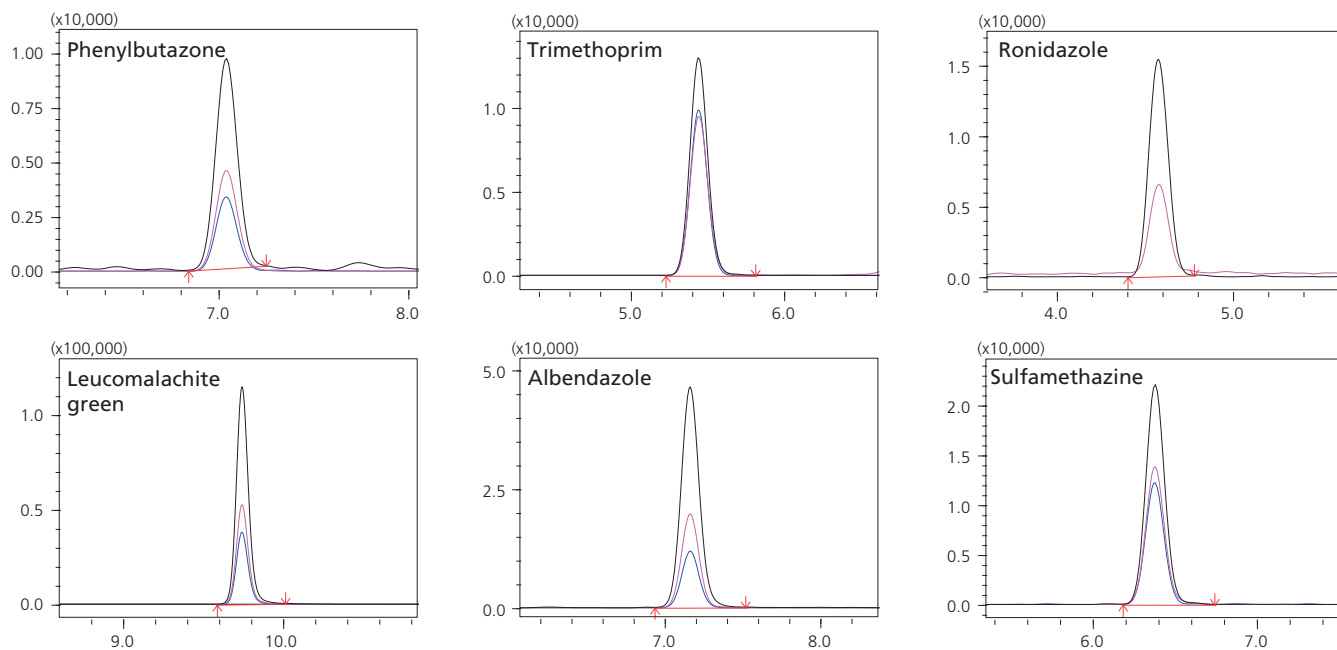 (x10,000)
Phenylbutazone
1.00
0.75
0.50
0.25
0.00
7.0 8.0
(x10,000)
Trimethoprim
1.0
0.5
0.0
5.0 6.0
(x10,000)
Ronidazole
1.5
1.0
0.5
0.0
4.0 5.0
(x100,000)
Leucomalachite
green
1.0
0.5
0.0
9.0 10.0
(x10,000)
5.0
Albendazole
2.5
0.0
7.0 8.0
(x10,000)
Sulfamethazine
2.0
1.5
1.0
0.5
0.0
6.0 7.0